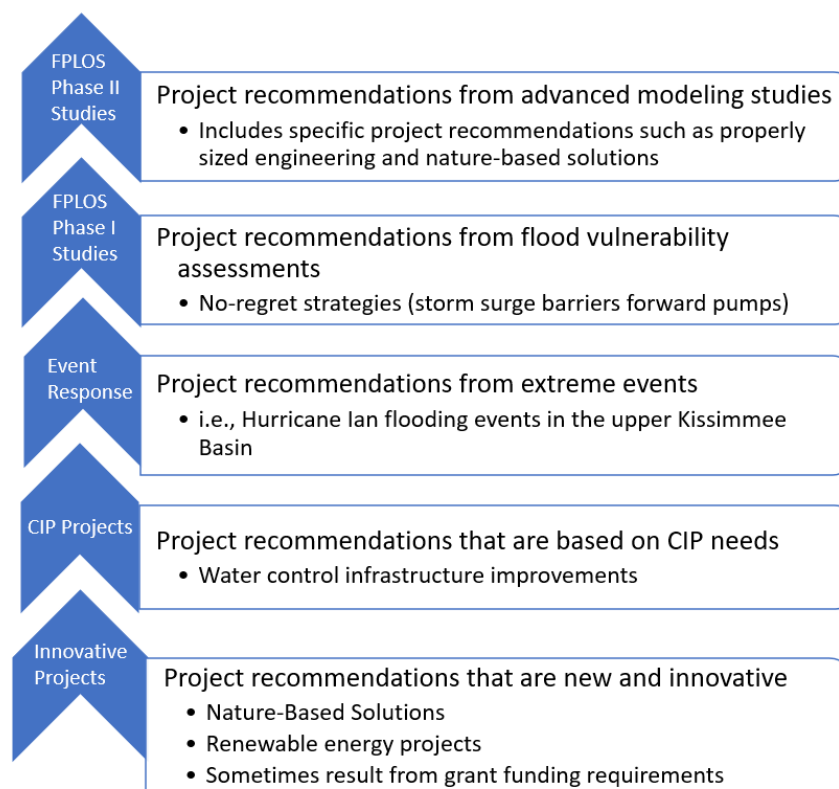 FPLOS
Phase II
Studies
Project recommendations from advanced modeling studies
• Includes specific project recommendations such as properly
sized engineering and nature-based solutions
FPLOS
Phase I
Studies
Project recommendations from flood vulnerability
assessments
• No-regret strategies (storm surge barriers forward pumps)
Event
Response
Project recommendations from extreme events
• i.e., Hurricane Ian flooding events in the upper Kissimmee
Basin
CIP Projects
Project recommendations that are based on CIP needs
• Water control infrastructure improvements
Innovative
Projects
Project recommendations that are new and innovative
• Nature-Based Solutions
• Renewable energy projects
• Sometimes result from grant funding requirements